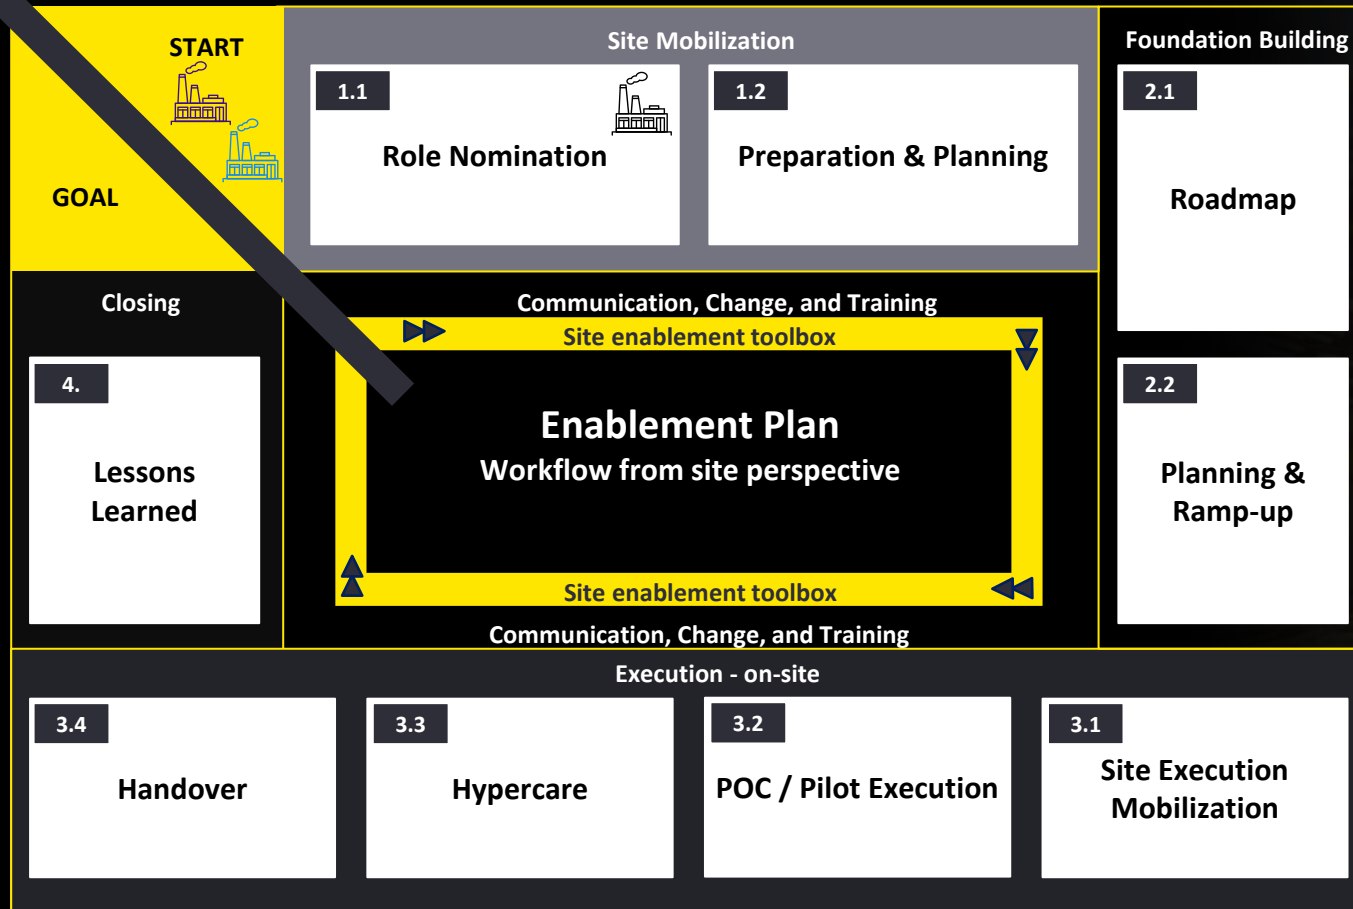 START
GOAL
Site Mobilization
1.1
Role Nomination
1.2
Preparation & Planning
Foundation Building
2.1
Roadmap
2.2
Planning &
Ramp-up
Closing
4.
Lessons
Learned
Communication, Change, and Training
Site enablement toolbox
Enablement Plan
Workflow from site perspective
Site enablement toolbox
Communication, Change, and Training
Execution - on-site
3.4
Handover
3.3
Hypercare
3.2
POC / Pilot Execution
3.1
Site Execution
Mobilization